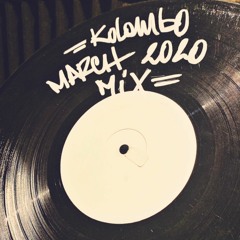 =KOLOMBO
MARCH 2020
MIX=